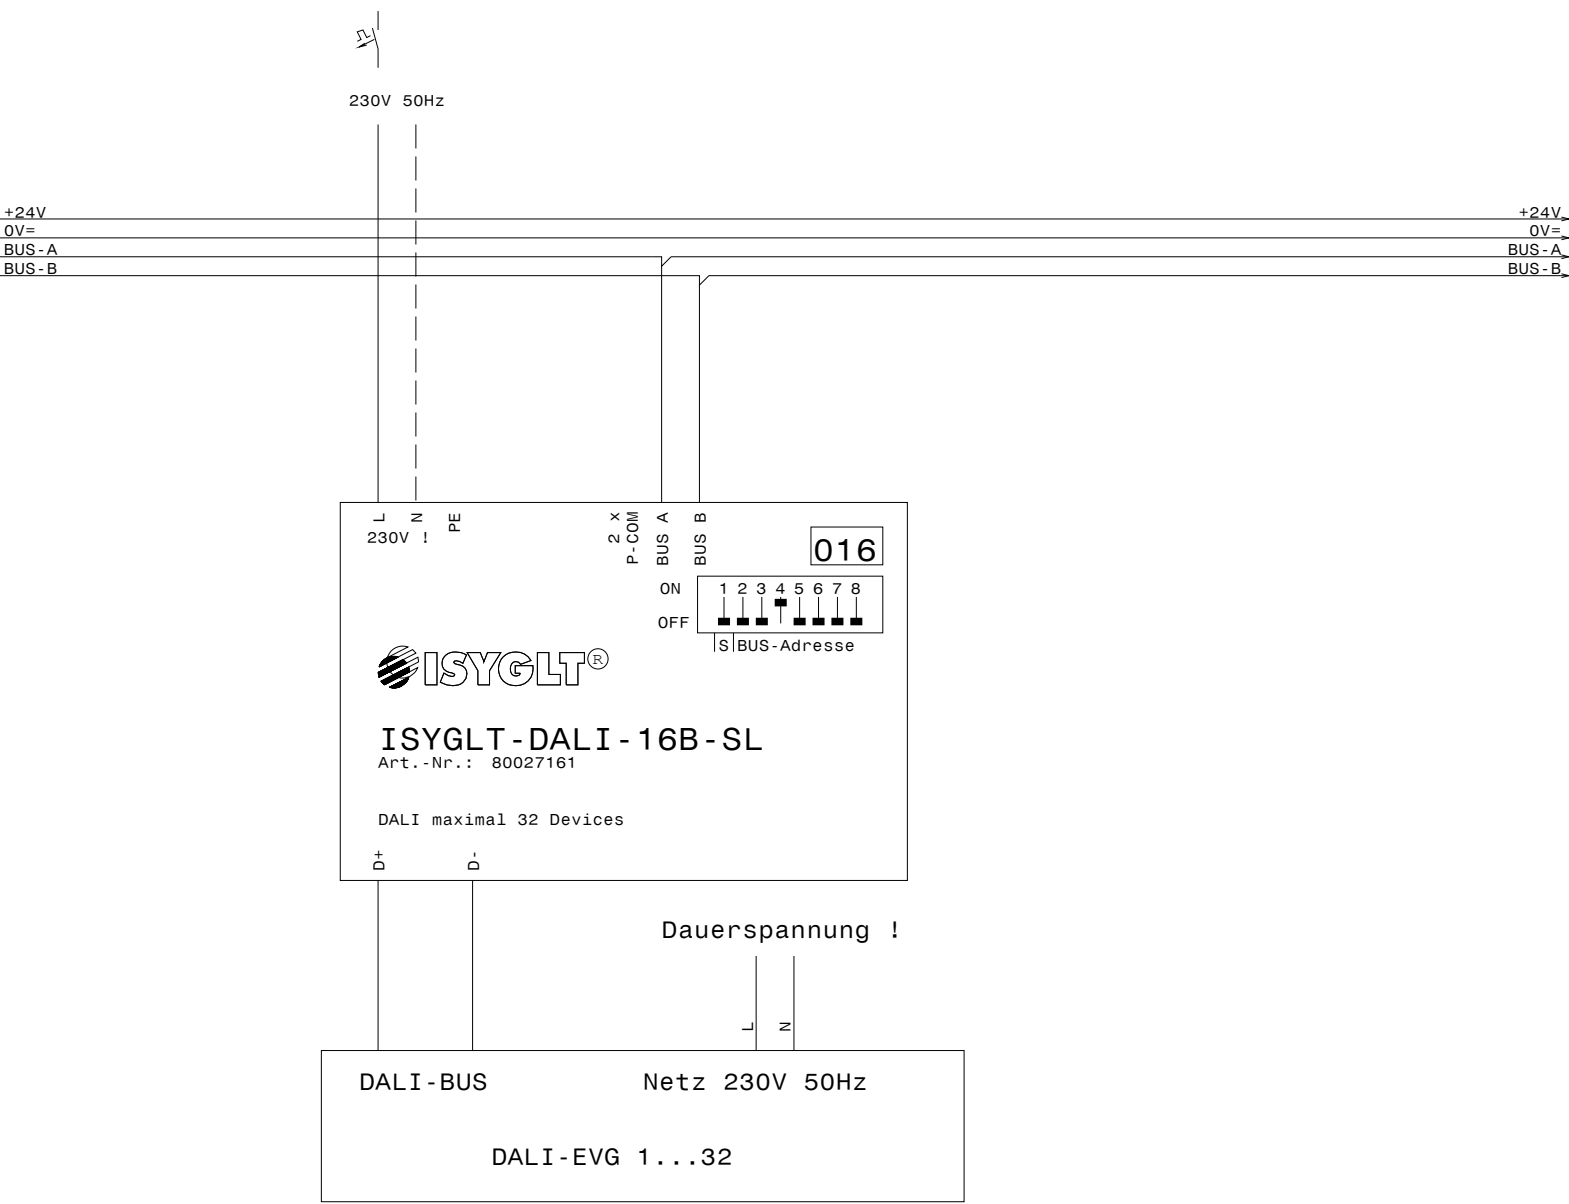 230V 50Hz
+24V +24V
0V= 0V=
BUS-A BUS-A
BUS-B BUS-B
L N PE 2 x P-COM BUS A BUS B
230V !
016
ON 1 2 3 4 5 6 7 8
OFF
S BUS-Adresse
ISYGLT®
ISYGLT-DALI-16B-SL
Art.-Nr.: 80027161
DALI maximal 32 Devices
D+ D-
Dauerspannung !
L N
DALI-BUS Netz 230V 50Hz
DALI-EVG 1...32